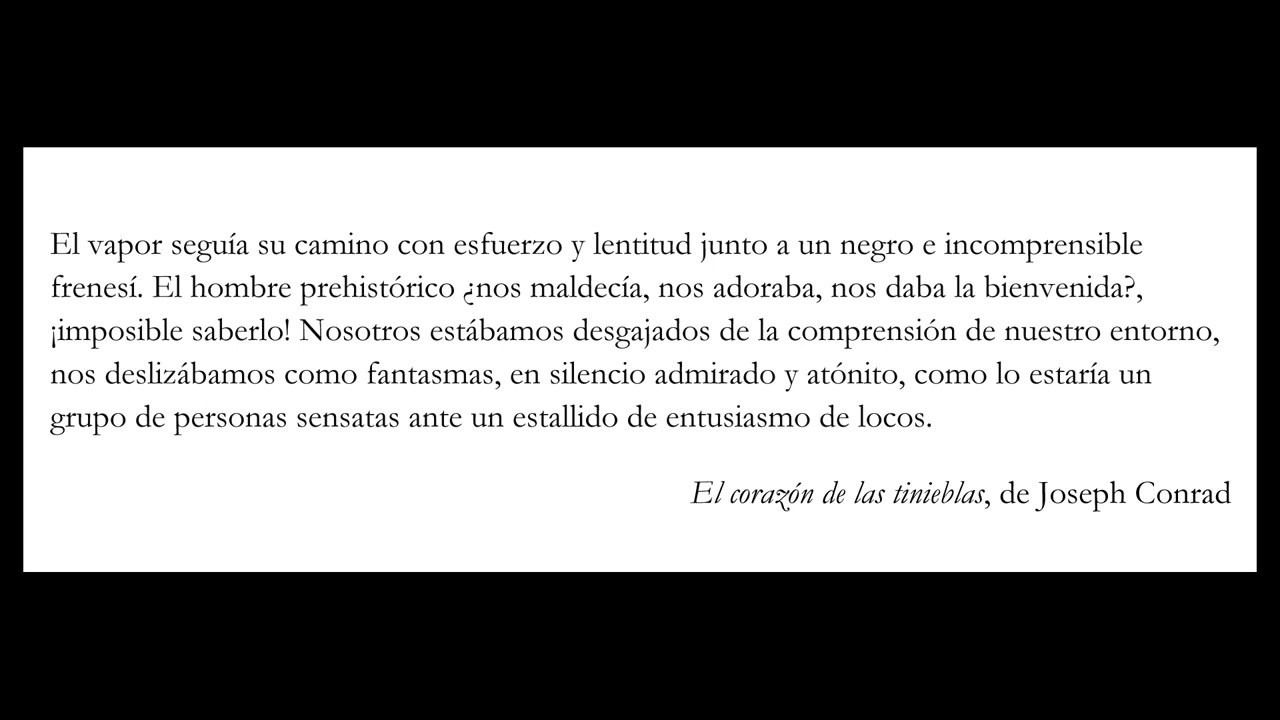 El vapor seguía su camino con esfuerzo y lentitud junto a un negro e incomprensible
frenesí. El hombre prehistórico ¿nos maldecía, nos adoraba, nos daba la bienvenida?,
¡imposible saberlo! Nosotros estábamos desgajados de la comprensión de nuestro entorno,
nos deslizábamos como fantasmas, en silencio admirado y atónito, como lo estaría un
grupo de personas sensatas ante un estallido de entusiasmo de locos.
El corazón de las tinieblas, de Joseph Conrad